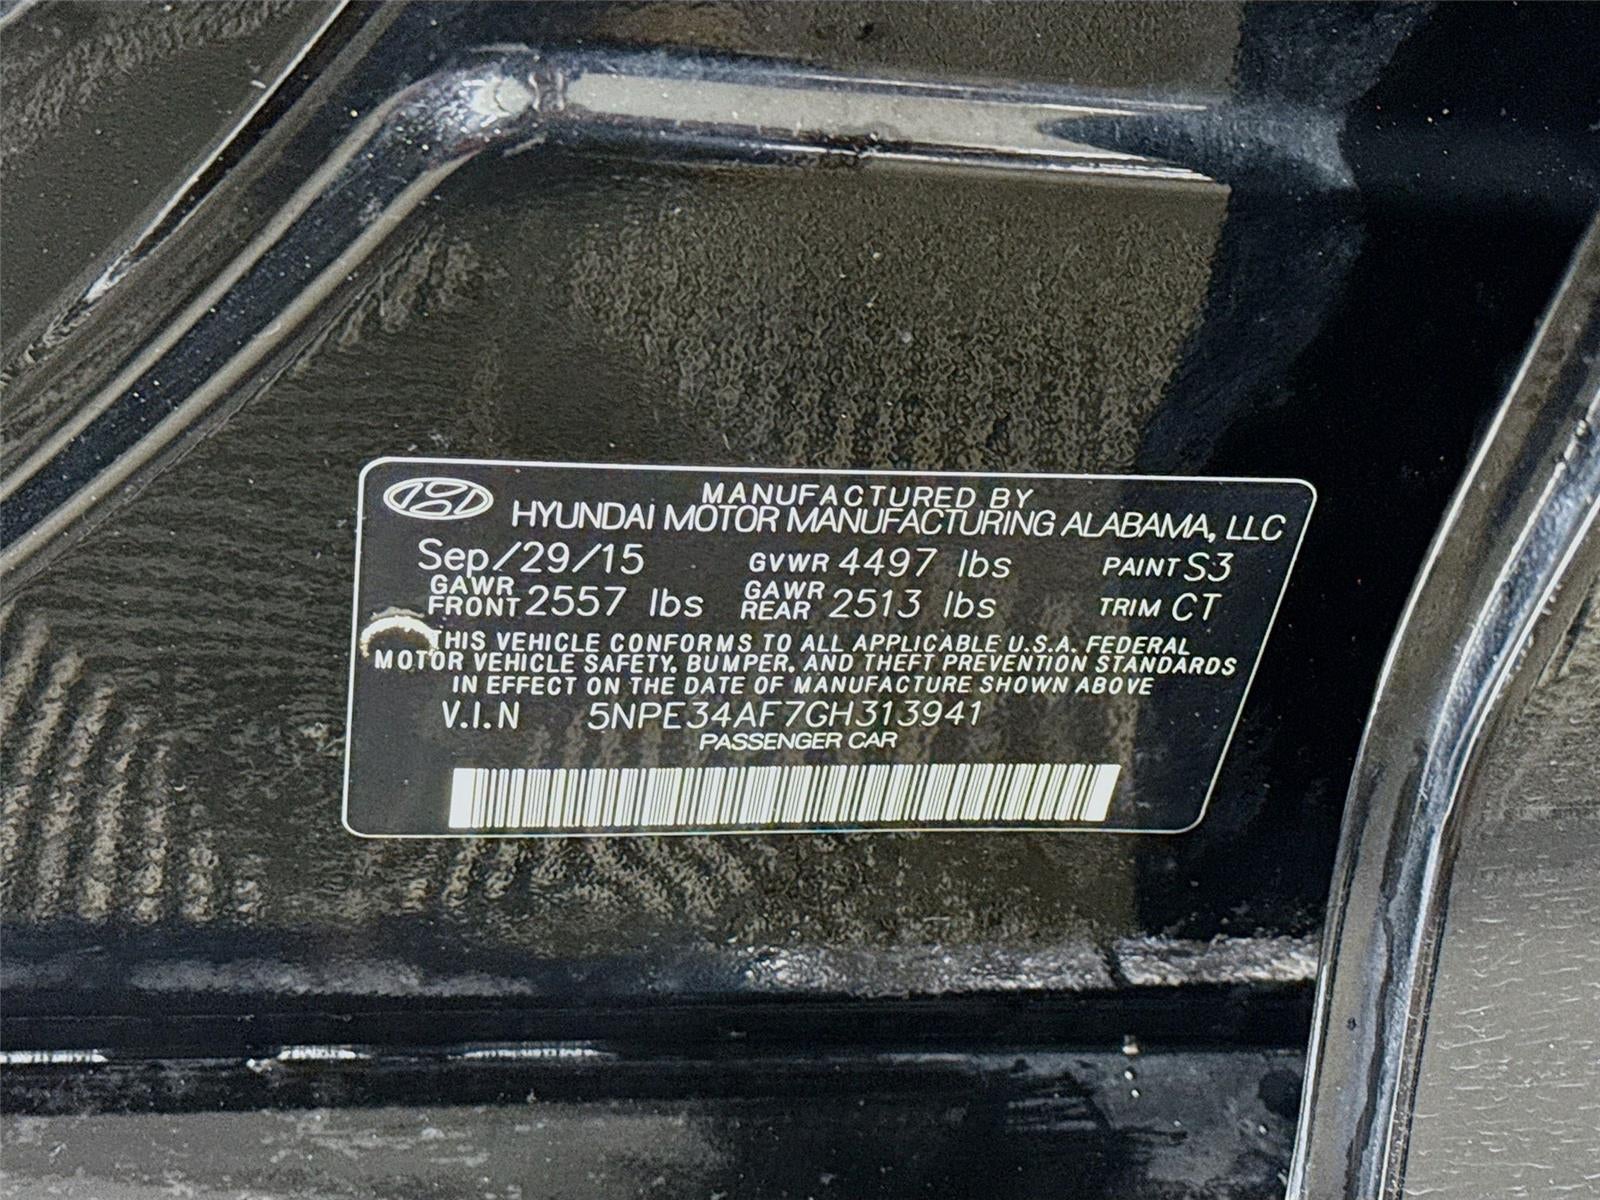 MANUFACTURED BY
HYUNDAI MOTOR MANUFACTURING ALABAMA, LLC
Sep/29/15 GVWR 4497 lbs PAINT S3
GAWR FRONT 2557 lbs GAWR REAR 2513 lbs TRIM CT
THIS VEHICLE CONFORMS TO ALL APPLICABLE U.S.A. FEDERAL
MOTOR VEHICLE SAFETY, BUMPER, AND THEFT PREVENTION STANDARDS
IN EFFECT ON THE DATE OF MANUFACTURE SHOWN ABOVE
V.I.N 5NPE34AF7GH313941
PASSENGER CAR